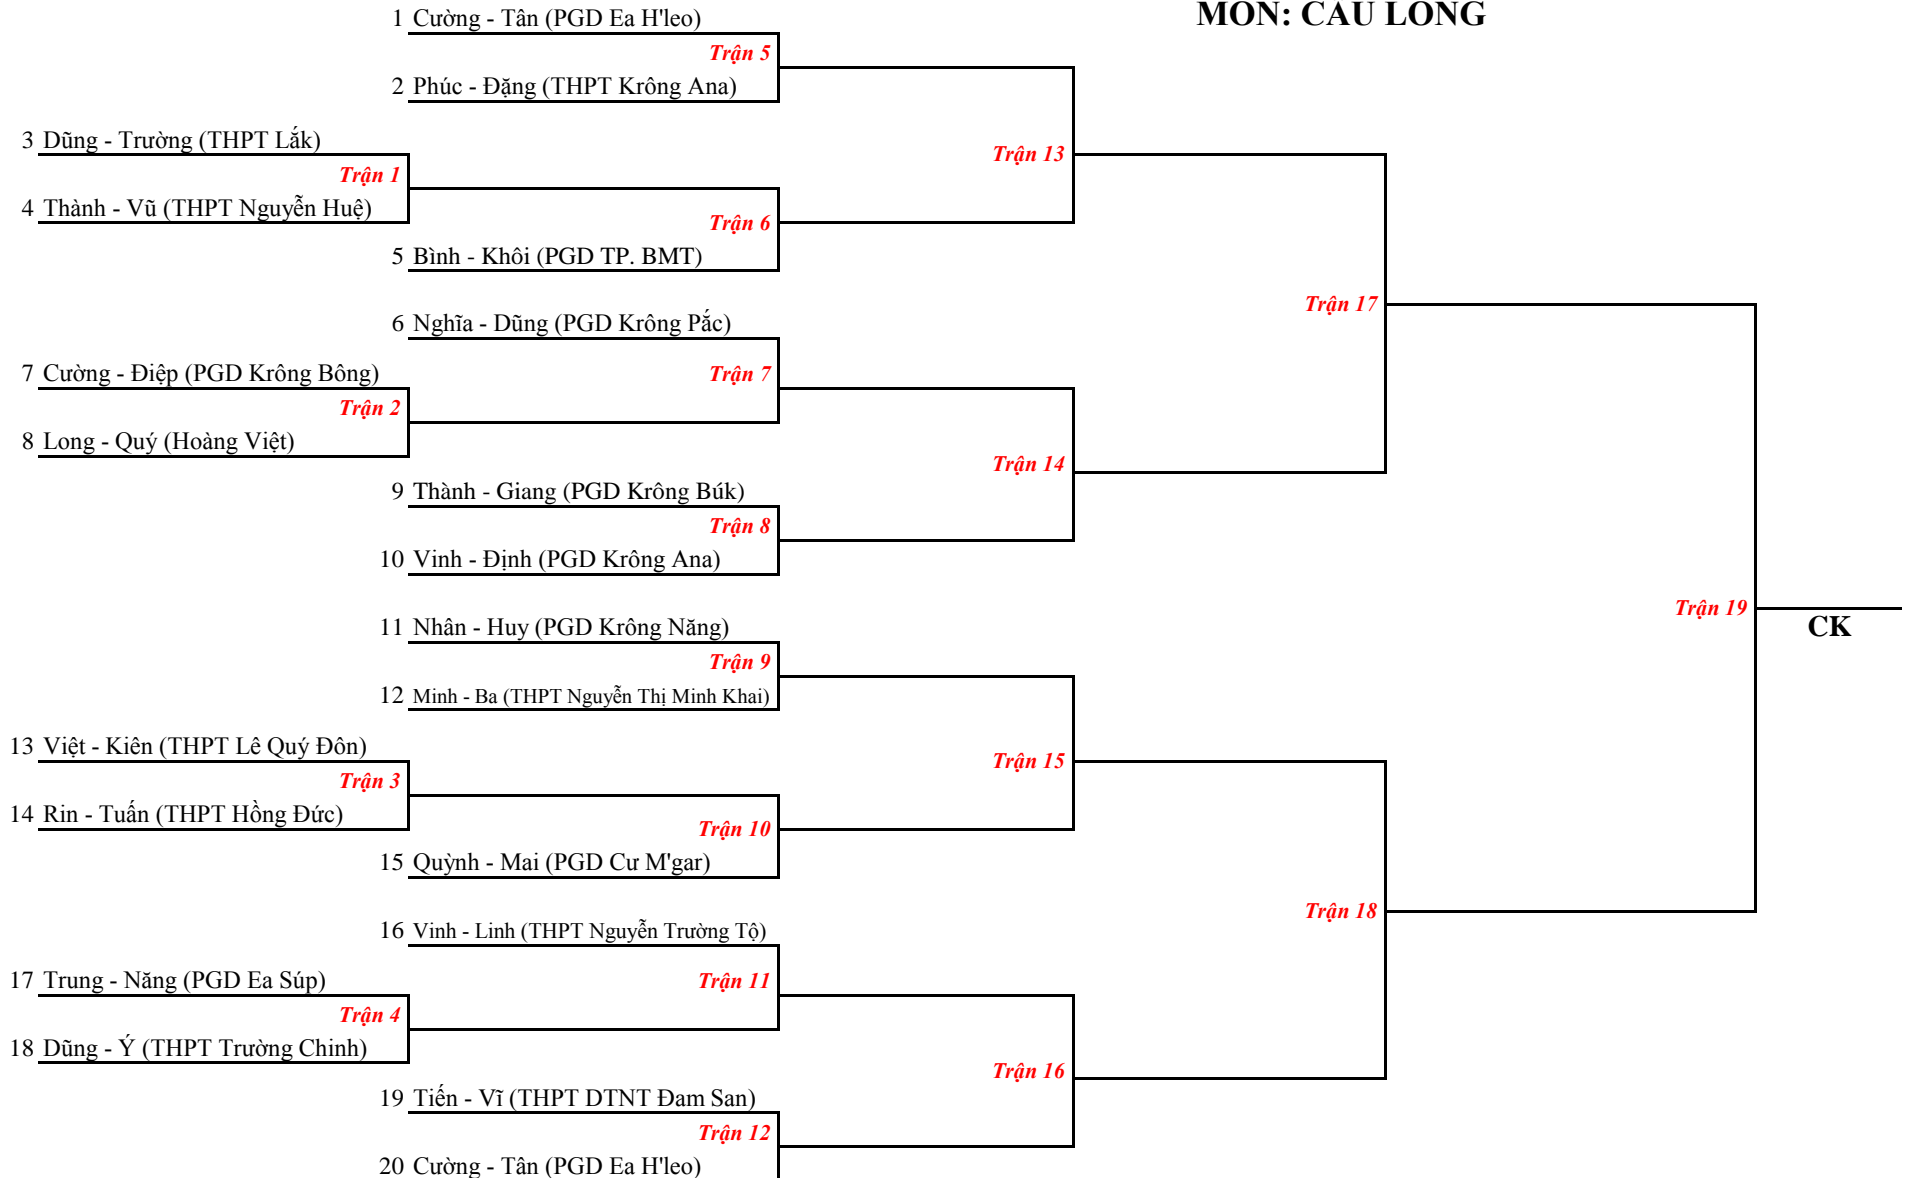 MÔN: CẦU LÔNG
1 Cường - Tân (PGD Ea H'leo)
Trận 5
2 Phúc - Đặng (THPT Krông Ana)
3 Dũng - Trường (THPT Lắk)
Trận 13
Trận 1
4 Thành - Vũ (THPT Nguyễn Huệ)
Trận 6
5 Bình - Khôi (PGD TP. BMT)
Trận 17
6 Nghĩa - Dũng (PGD Krông Pắc)
7 Cường - Điệp (PGD Krông Bông)
Trận 7
Trận 2
8 Long - Quý (Hoàng Việt)
Trận 14
9 Thành - Giang (PGD Krông Búk)
Trận 8
10 Vinh - Định (PGD Krông Ana)
Trận 19
11 Nhân - Huy (PGD Krông Năng)
CK
Trận 9
12 Minh - Ba (THPT Nguyễn Thị Minh Khai)
13 Việt - Kiên (THPT Lê Quý Đôn)
Trận 15
Trận 3
14 Rin - Tuấn (THPT Hồng Đức)
Trận 10
15 Quỳnh - Mai (PGD Cư M'gar)
Trận 18
16 Vinh - Linh (THPT Nguyễn Trường Tộ)
17 Trung - Năng (PGD Ea Súp)
Trận 11
Trận 4
18 Dũng - Ý (THPT Trường Chinh)
Trận 16
19 Tiến - Vĩ (THPT DTNT Đam San)
Trận 12
20 Cường - Tân (PGD Ea H'leo)